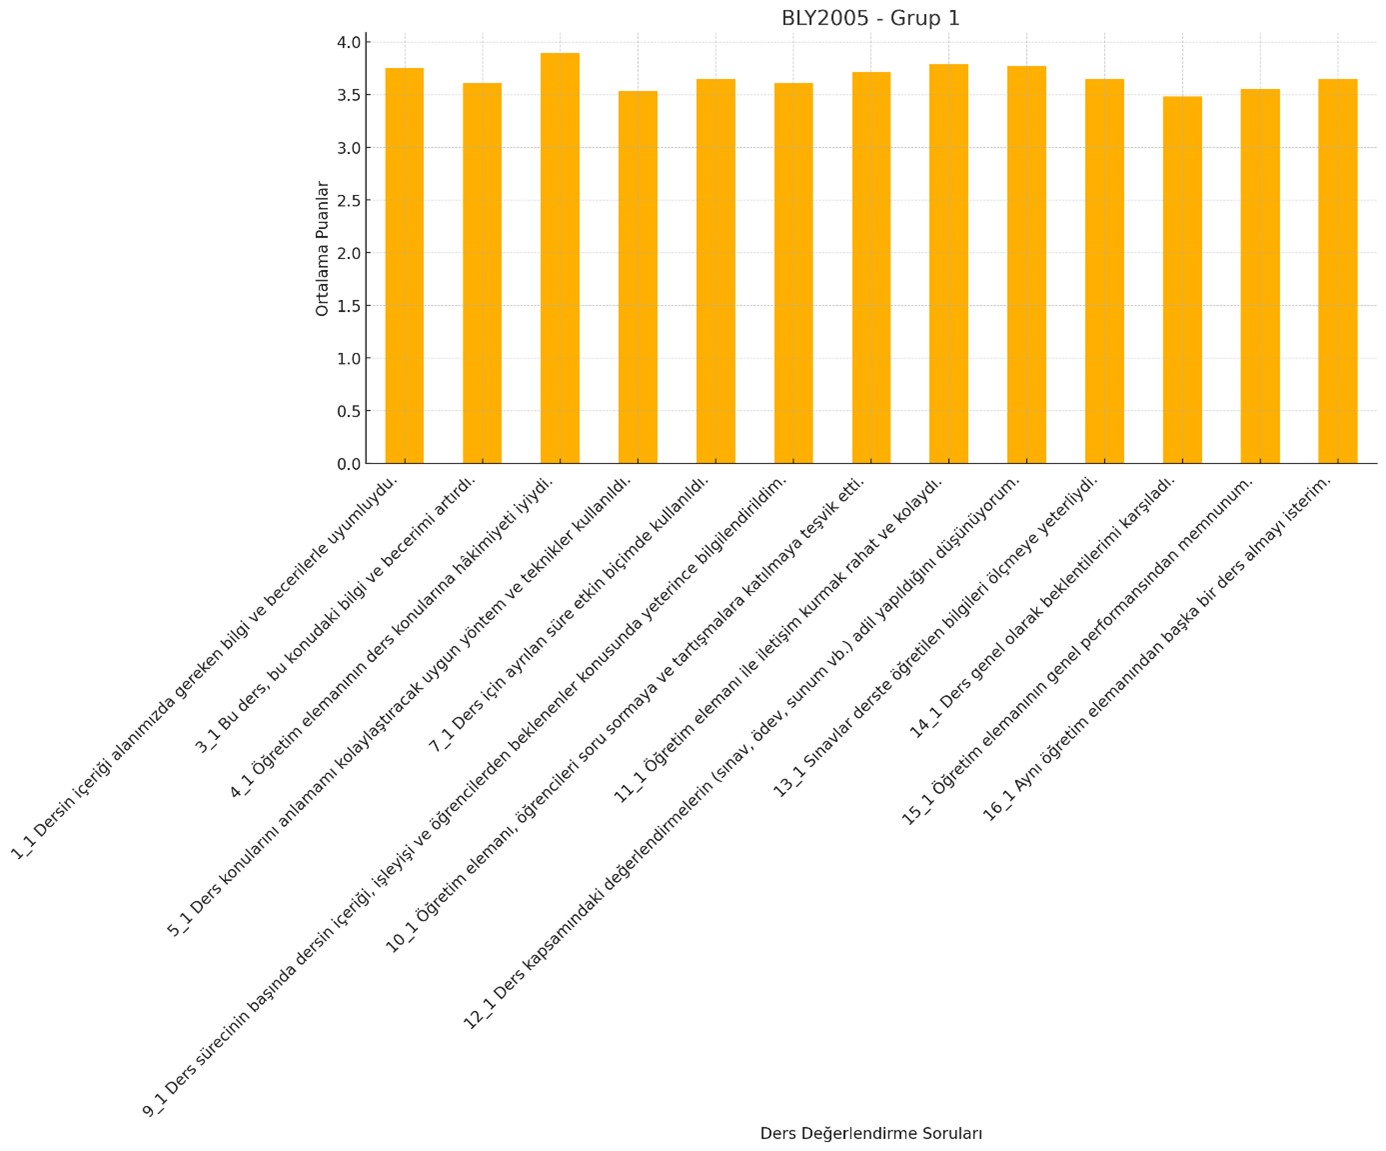 BLY2005 - Grup 1
Ortalama Puanlar
4.0
3.5
3.0
2.5
2.0
1.5
1.0
0.5
0.0
1_1 Dersin içeriği alanımızda gereken bilgi ve becerilerle uyumluydu.
3_1 Bu ders, bu konudaki bilgi ve becerimi artırdı.
4_1 Öğretim elemanının ders konularına hâkimiyeti iyiydi.
5_1 Ders konularını anlamamı kolaylaştıracak uygun yöntem ve teknikler kullanıldı.
7_1 Ders için ayrılan süre etkin biçimde kullanıldı.
9_1 Ders sürecinin başında dersin içeriği, işleyişi ve öğrencilerden beklenenler konusunda yeterince bilgilendirildim.
10_1 Öğretim elemanı, öğrencileri soru sormaya ve tartışmalara katılmaya teşvik etti.
11_1 Öğretim elemanı ile iletişim kurmak rahat ve kolaydı.
12_1 Ders kapsamındaki değerlendirmelerin (sınav, ödev, sunum vb.) adil yapıldığını düşünüyorum.
13_1 Sınavlar derste öğretilen bilgileri ölçmeye yeterliydi.
14_1 Ders genel olarak beklentilerimi karşıladı.
15_1 Öğretim elemanının genel performansından memnunum.
16_1 Aynı öğretim elemanından başka bir ders almayı isterim.
Ders Değerlendirme Soruları